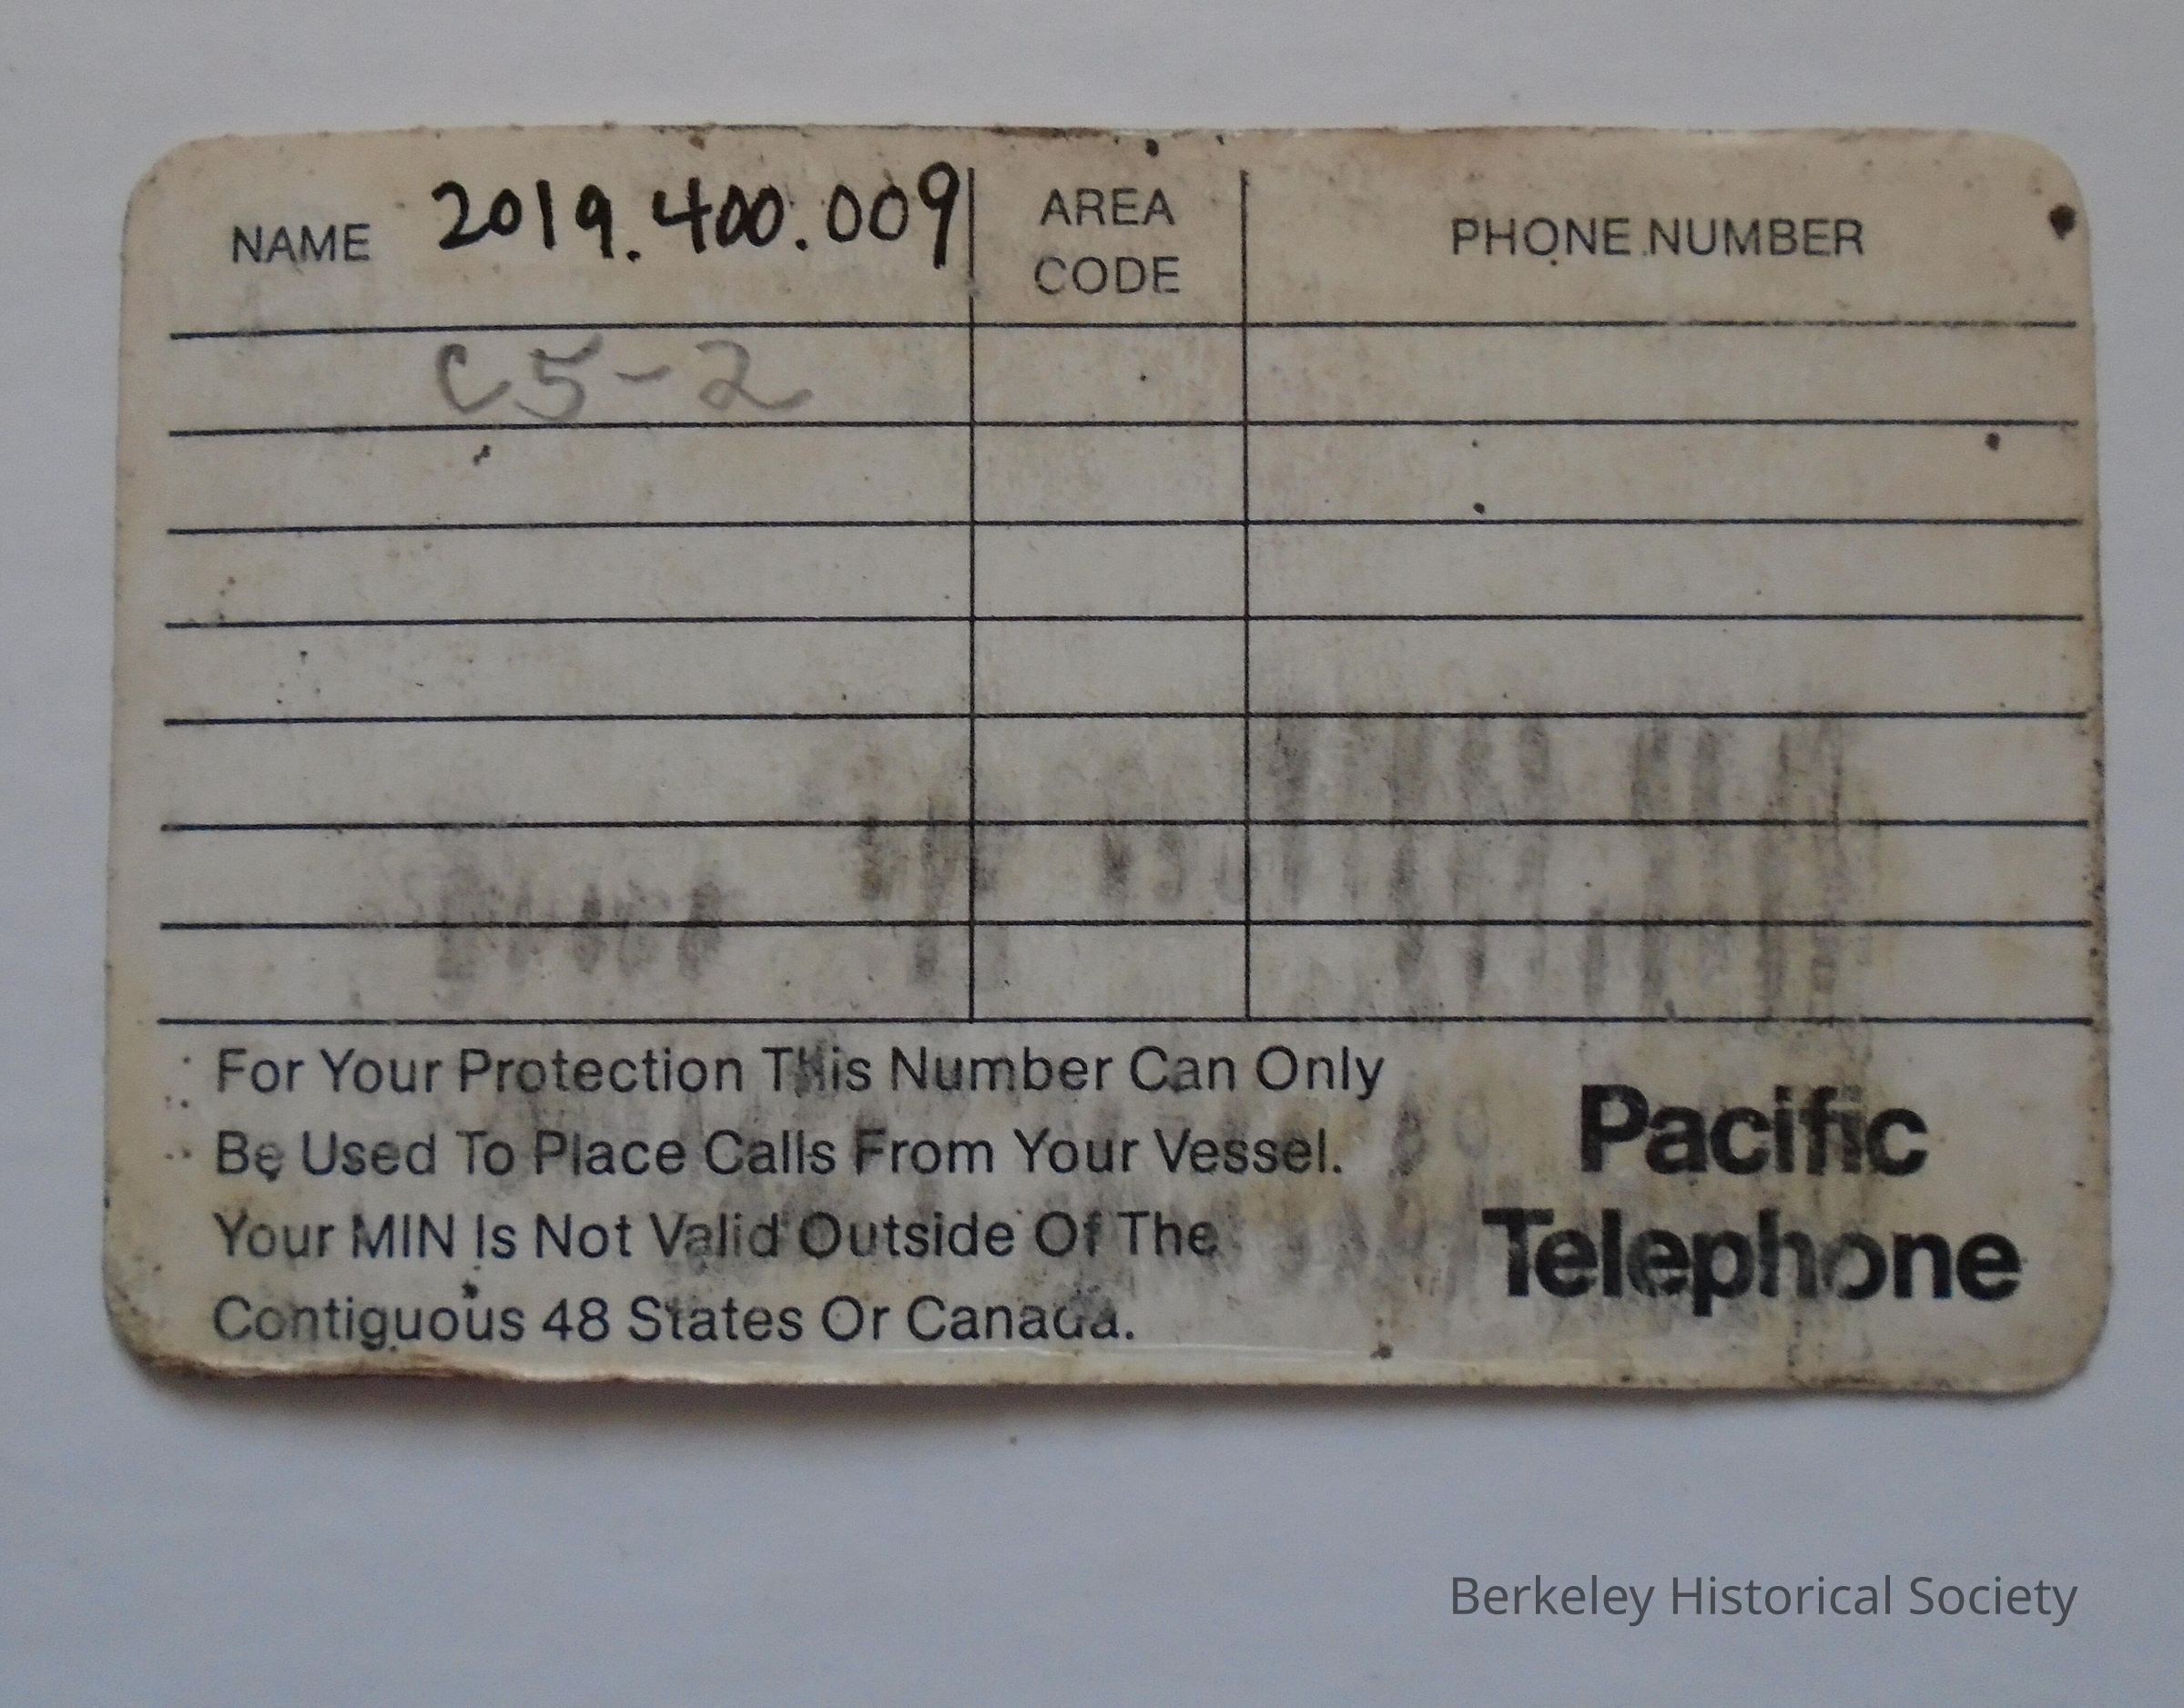 NAME 2019.400.009 AREA CODE PHONE NUMBER
C5-2
For Your Protection This Number Can Only
Be Used To Place Calls From Your Vessel.
Your MIN Is Not Valid Outside Of The
Contiguous 48 States Or Canada.
Pacific
Telephone
Berkeley Historical Society